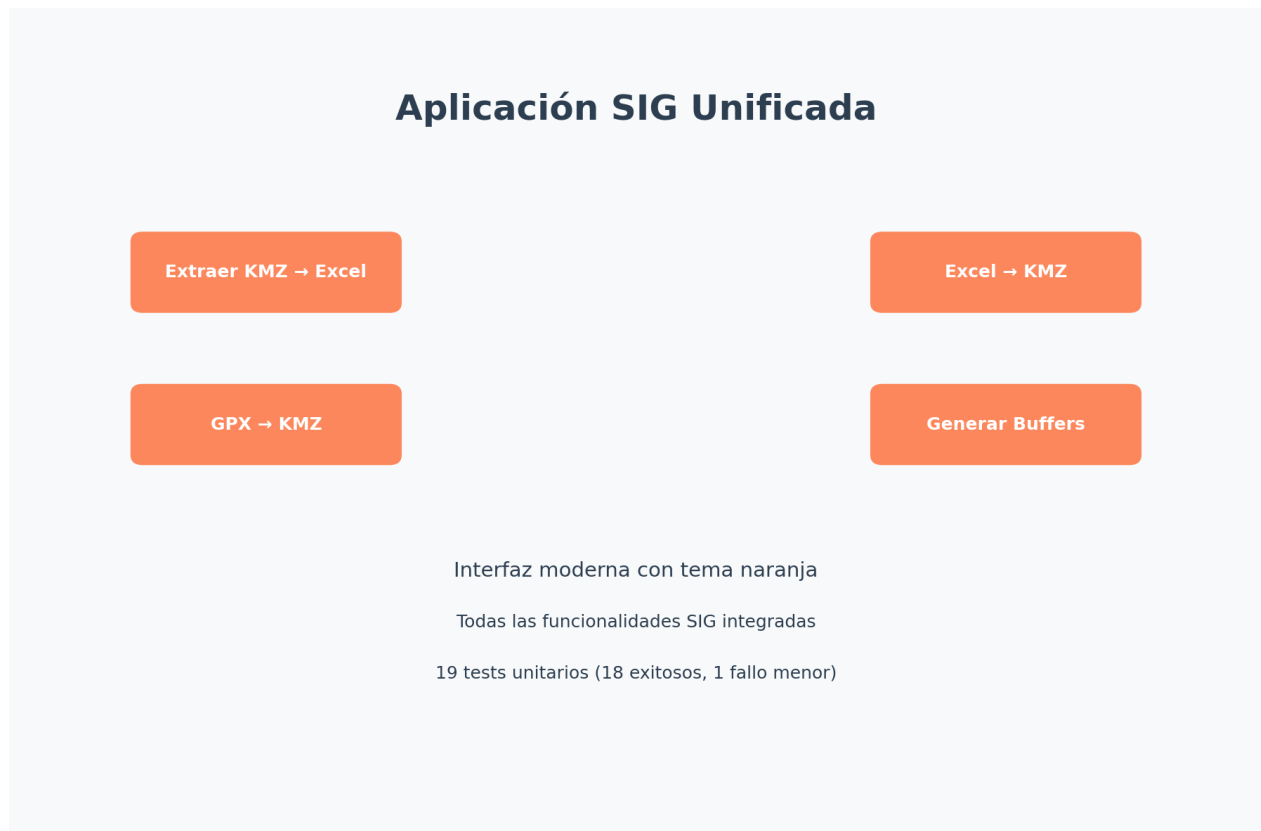 Aplicación SIG Unificada
Extraer KMZ → Excel
Excel → KMZ
GPX → KMZ
Generar Buffers
Interfaz moderna con tema naranja
Todas las funcionalidades SIG integradas
19 tests unitarios (18 exitosos, 1 fallo menor)